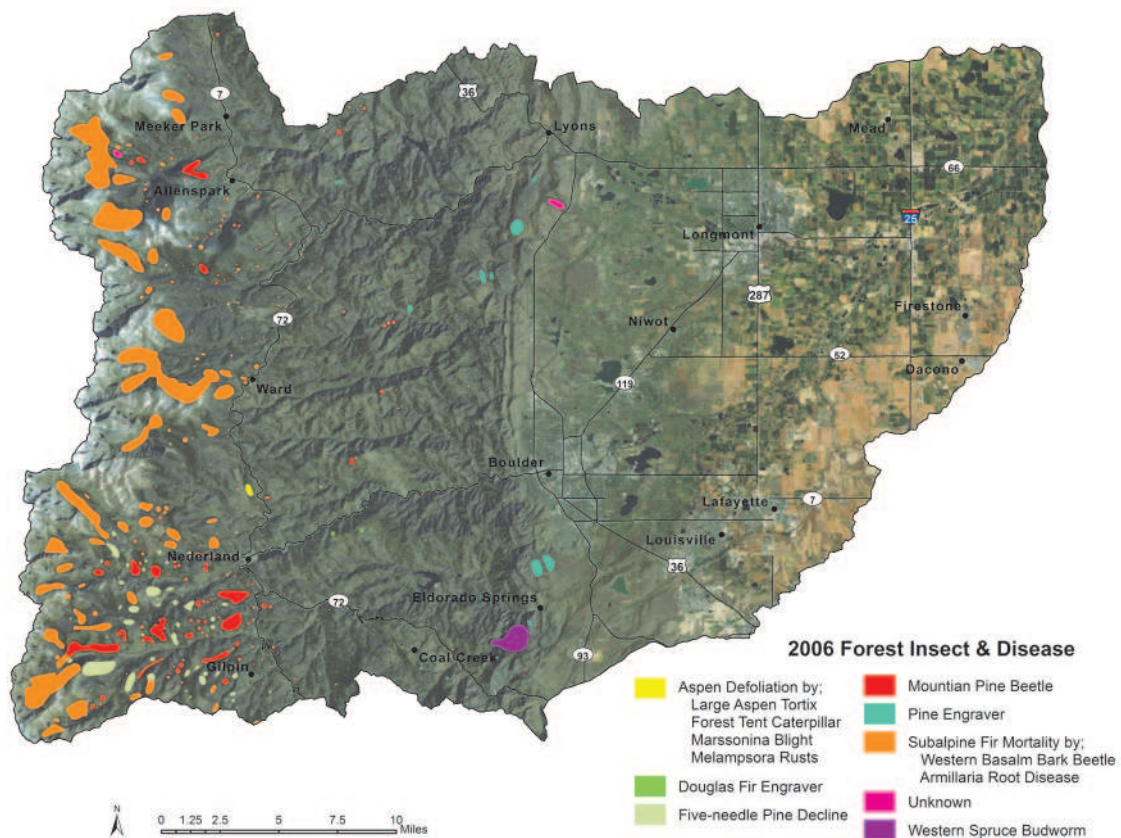 7
36
Meeker Park
Lyons
Mead
66
Allenspark
25
Longmont
287
Firestone
72
Niwot
52
Dacono
Ward
119
Boulder
Lafayette
7
Louisville
Nederland
36
Eldorado Springs
72
Coal Creek
93
Gilpin
2006 Forest Insect & Disease
Aspen Defoliation by;
Large Aspen Tortix
Forest Tent Caterpillar
Marssonina Blight
Melampsora Rusts
Douglas Fir Engraver
Five-needle Pine Decline
Mountian Pine Beetle
Pine Engraver
Subalpine Fir Mortality by;
Western Basalm Bark Beetle
Armillaria Root Disease
Unknown
Western Spruce Budworm
N
0 1.25 2.5 5 7.5 10
Miles